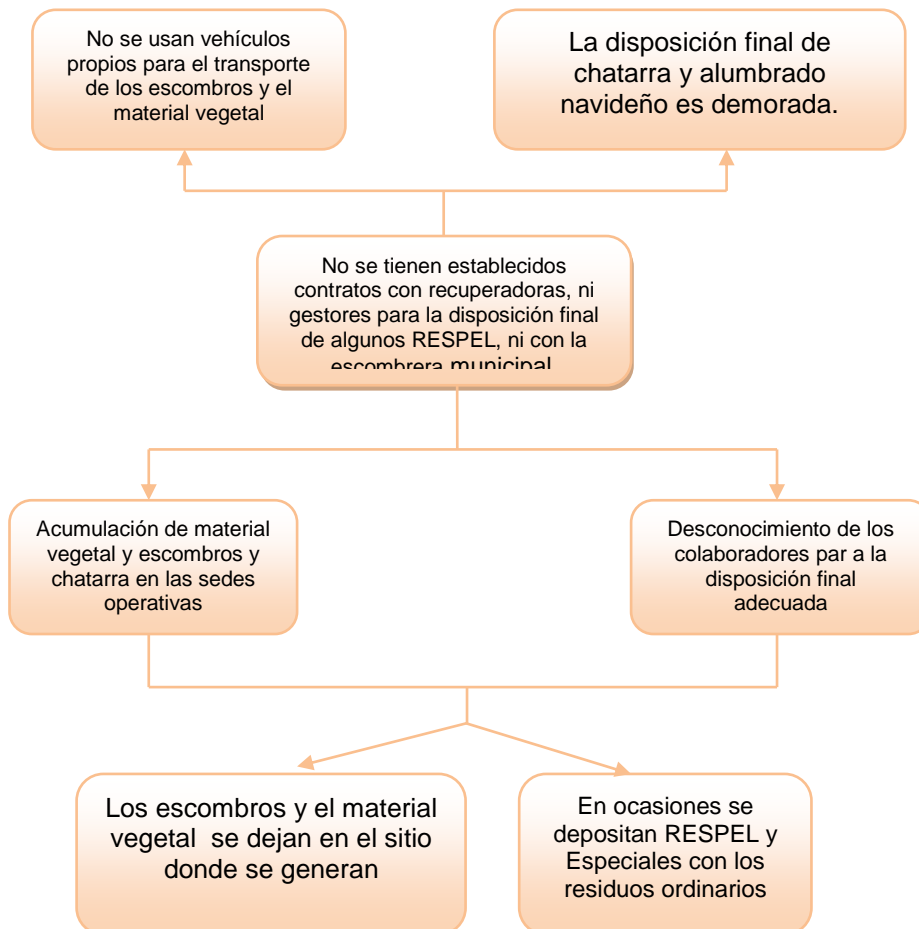 No se usan vehículos
propios para el transporte
de los escombros y el
material vegetal
La disposición final de
chatarra y alumbrado
navideño es demorada.
No se tienen establecidos
contratos con recuperadoras, ni
gestores para la disposición final
de algunos RESPEL, ni con la
escombrera municipal
Acumulación de material
vegetal y escombros y
chatarra en las sedes
operativas
Desconocimiento de los
colaboradores par a la
disposición final
adecuada
Los escombros y el material
vegetal se dejan en el sitio
donde se generan
En ocasiones se
depositan RESPEL y
Especiales con los
residuos ordinarios